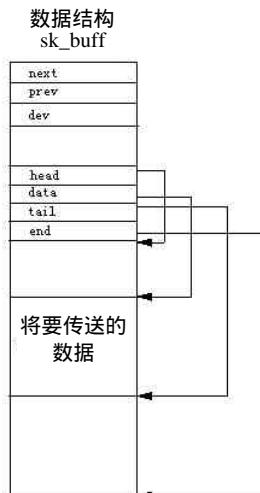 数据结构
sk_buff
next
prev
dev
head
data
tail
end
将要传送的
数据